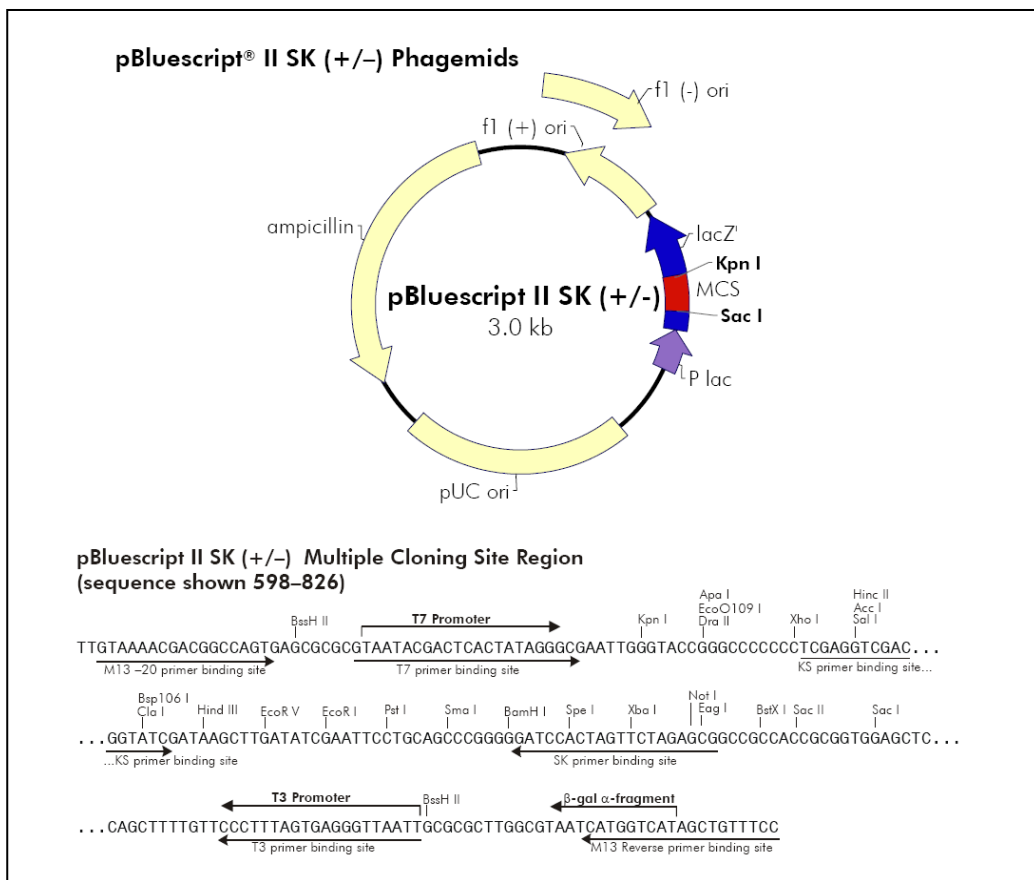 pBluescript® II SK (+/–) Phagemids
f1 (-) ori
f1 (+) ori
ampicillin
lacZ'
Kpn I
MCS
pBluescript II SK (+/-)
Sac I
3.0 kb
P lac
pUC ori
pBluescript II SK (+/–) Multiple Cloning Site Region
(sequence shown 598–826)
Apa I Hinc II
EcoO109 I Acc I
BssH II T7 Promoter Kpn I Dra II Xho I Sal I
TTGTAAAACGACGGCCAGTGAGCGCGCGTAATACGACTCACTATAGGGCGAATTGGGTACCGGGCCCCCCCTCGAGGTCGAC...
M13 –20 primer binding site T7 primer binding site KS primer binding site...
Bsp106 I Not I
Cla I Hind III EcoR V EcoR I Pst I Sma I BamH I Spe I Xba I Eag I BstX I Sac II Sac I
...GGTATCGATAAGCTTGATATCGAATTCCTGCAGCCCGGGGGATCCACTAGTTCTAGAGCGGCCGCCACCGCGGTGGAGCTC...
...KS primer binding site SK primer binding site
T3 Promoter BssH II β-gal α-fragment
...CAGCTTTTGTTCCCTTTAGTGAGGGTTAATTGCGCGCTTGGCGTAATCATGGTCATAGCTGTTTCC
T3 primer binding site M13 Reverse primer binding site